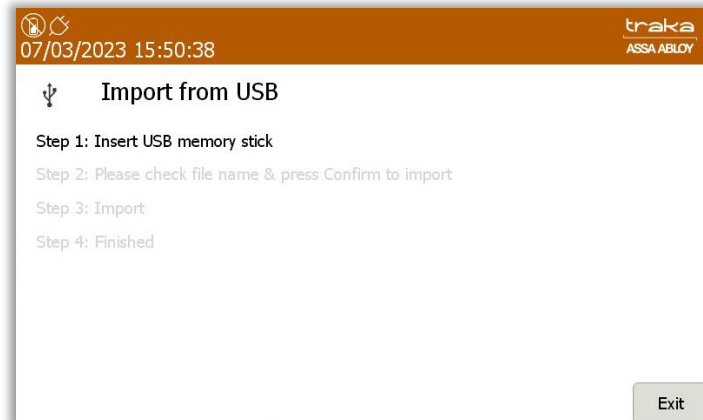 traka
07/03/2023 15:50:38
ASSA ABLOY
Import from USB
Step 1: Insert USB memory stick
Step 2: Please check file name & press Confirm to import
Step 3: Import
Step 4: Finished
Exit